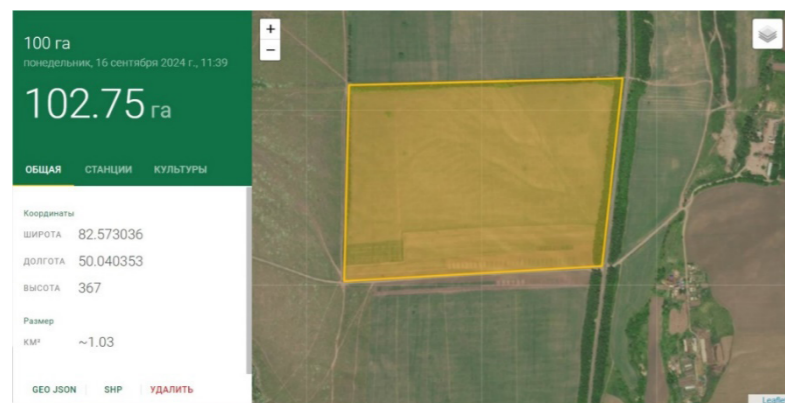 100 га
понедельник, 16 сентября 2024 г., 11:39
102.75 га
ОБЩАЯ СТАНЦИИ КУЛЬТУРЫ
Координаты
ШИРОТА 82.573036
ДОЛГОТА 50.040353
ВЫСОТА 367
Размер
КМ² ~1.03
GEO JSON SHP УДАЛИТЬ
+
−
Leaflet